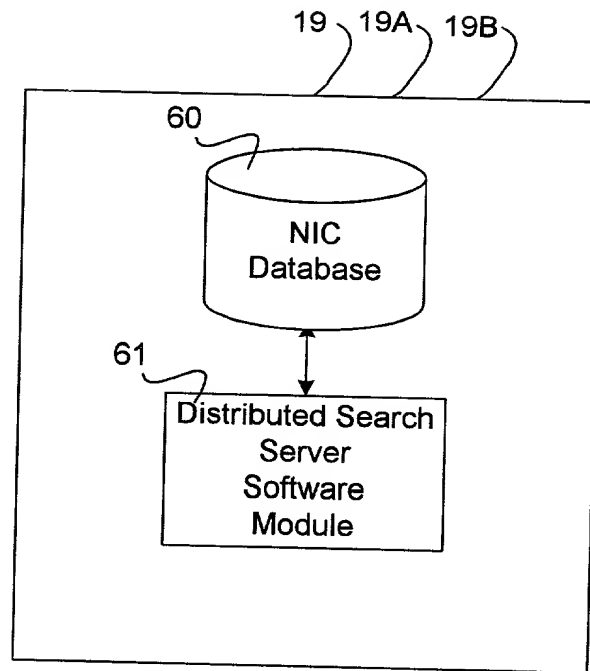 19 19A 19B
60
NIC
Database
61
Distributed Search
Server
Software
Module